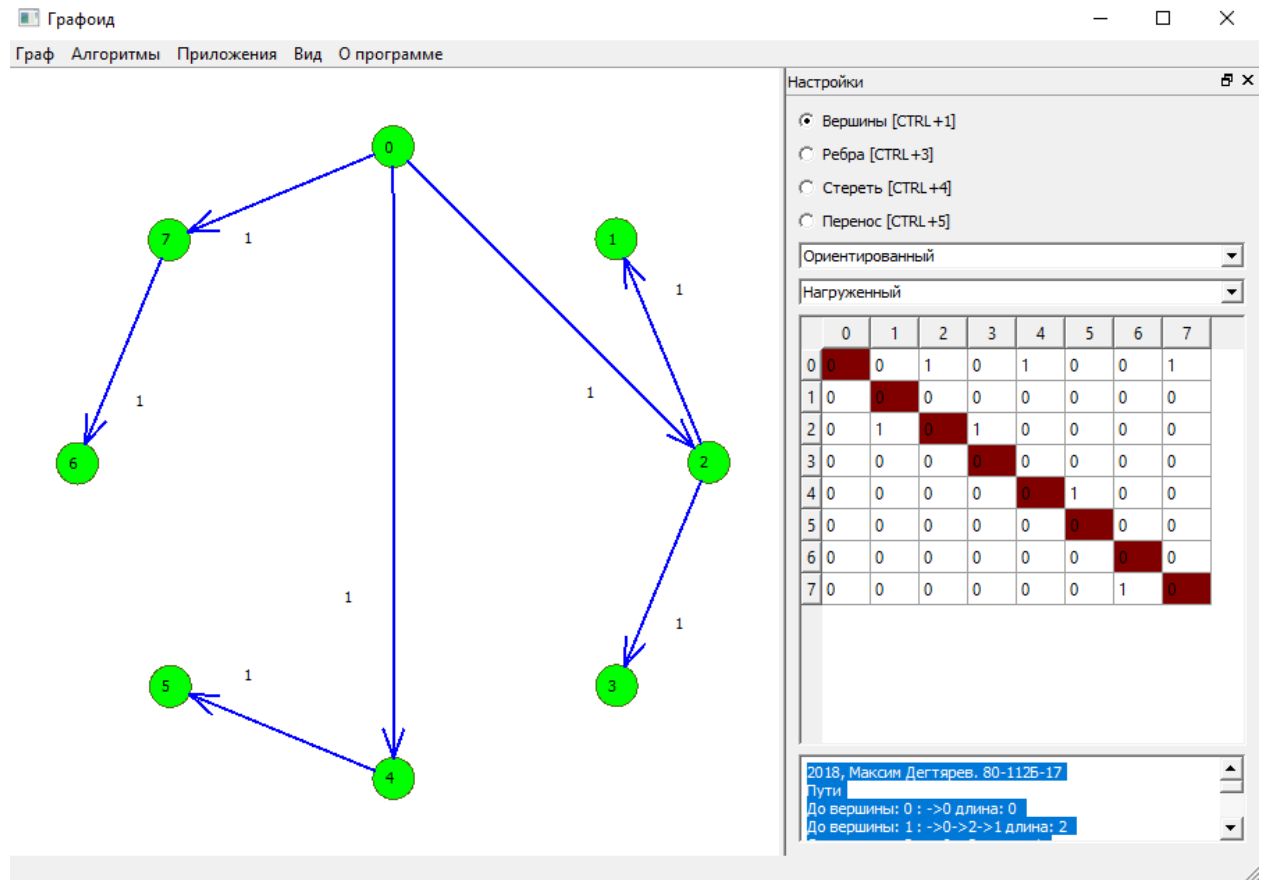 Графоид
Граф Алгоритмы Приложения Вид О программе
0
7
1
1
1
1
1
1
6
2
1
1
1
5
3
4
Настройки
Вершины [CTRL+1]
Ребра [CTRL+3]
Стереть [CTRL+4]
Перенос [CTRL+5]
Ориентированный
Нагруженный
0 1 2 3 4 5 6 7
0 0 0 1 0 1 0 0 1
1 0 0 0 0 0 0 0 0
2 0 1 0 1 0 0 0 0
3 0 0 0 0 0 0 0 0
4 0 0 0 0 0 1 0 0
5 0 0 0 0 0 0 0 0
6 0 0 0 0 0 0 0 0
7 0 0 0 0 0 0 1 0
2018, Максим Дегтярев. 80-112Б-17
Пути
До вершины: 0 : ->0 длина: 0
До вершины: 1 : ->0->2->1 длина: 2